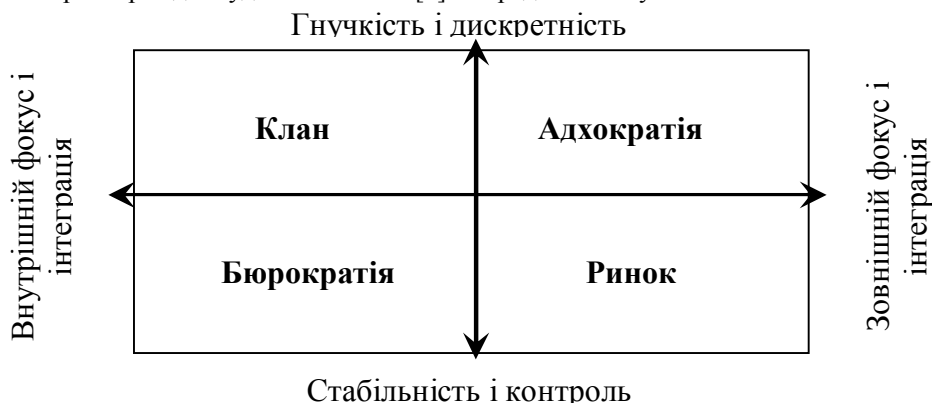 Гнучкість і дискретність
Внутрішній фокус і
інтеграція
Клан
Адхократія
Зовнішній фокус і
інтеграція
Бюрократія
Ринок
Стабільність і контроль